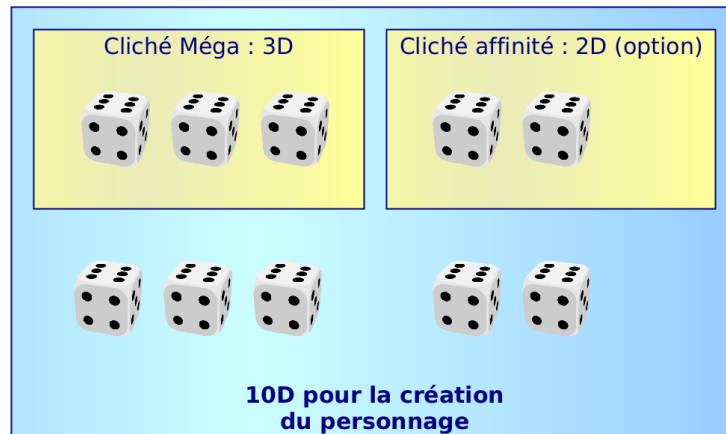 Cliché Méga : 3D
Cliché affinité : 2D (option)
10D pour la création
du personnage